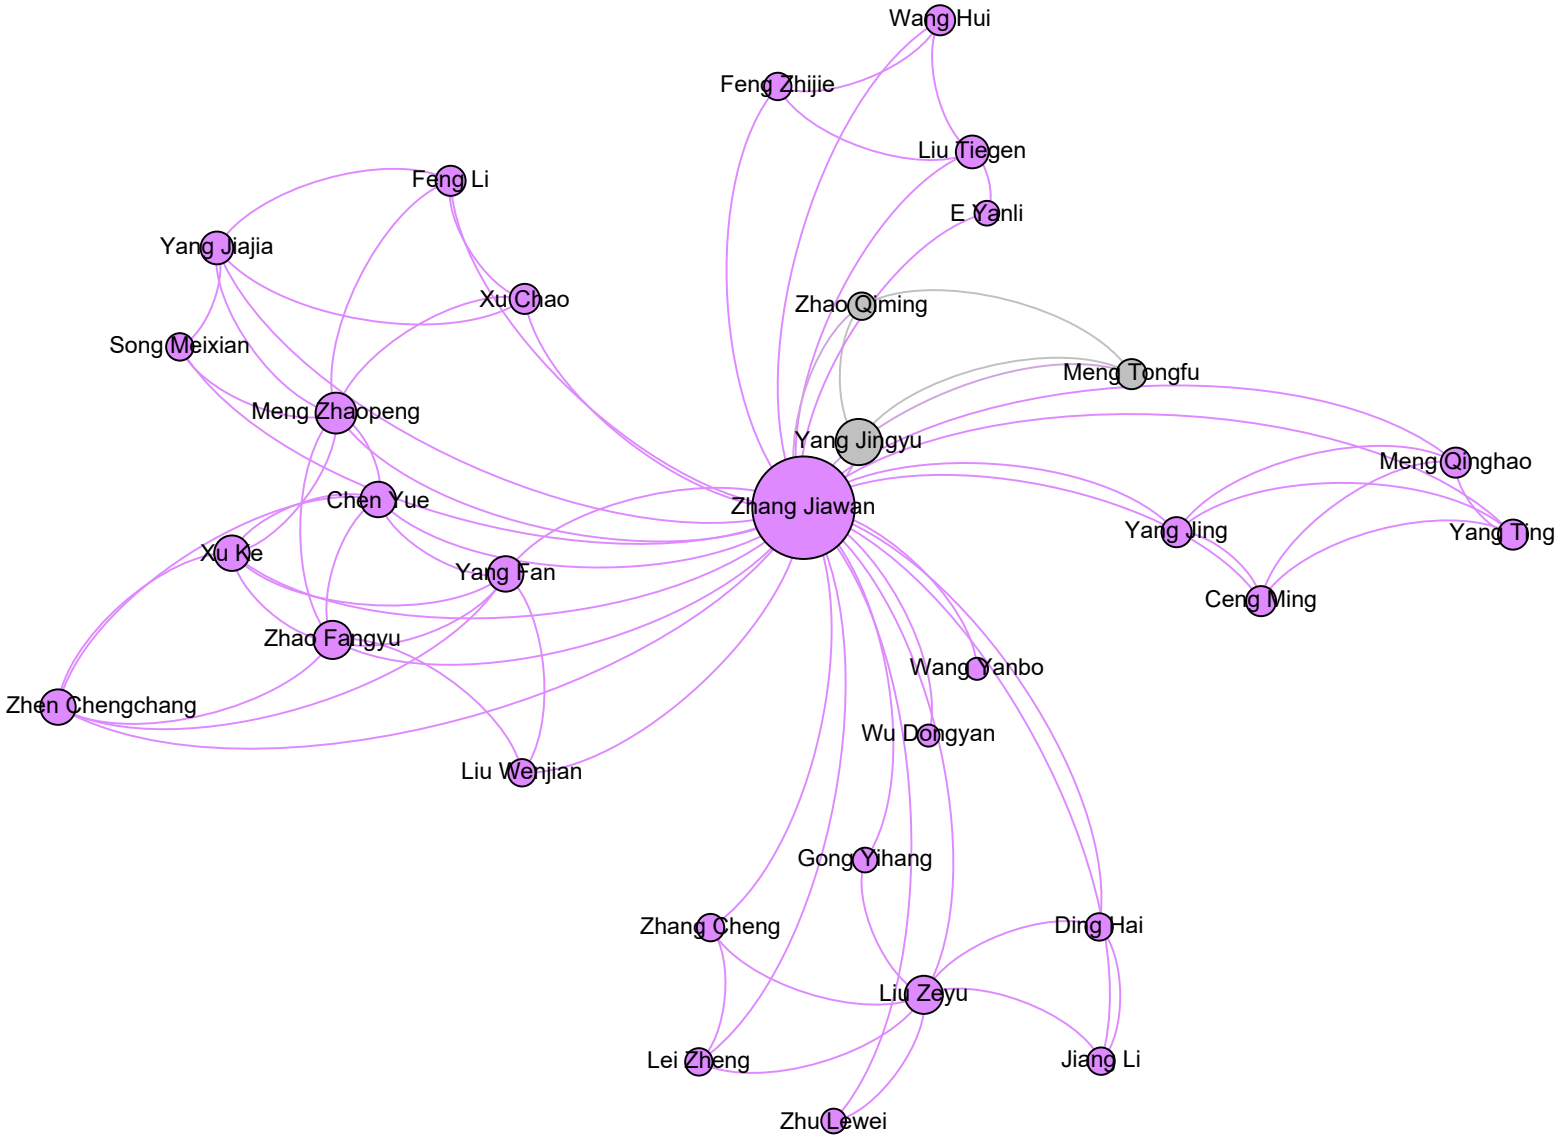 Wang Hui
Feng Zhijie
Liu Tiegen
Feng Li
E Yanli
Yang Jiajia
Xu Chao
Zhao Qiming
Song Meixian
Meng Tongfu
Meng Zhaopeng
Yang Jingyu
Meng Qinghao
Chen Yue
Zhang Jiawan
Yang Jing
Yang Ting
Xu Ke
Yang Fan
Ceng Ming
Zhao Fangyu
Wang Yanbo
Zhen Chengchang
Wu Dongyan
Liu Wenjian
Gong Yihang
Zhang Cheng
Ding Hai
Liu Zeyu
Lei Zheng
Jiang Li
Zhu Lewei